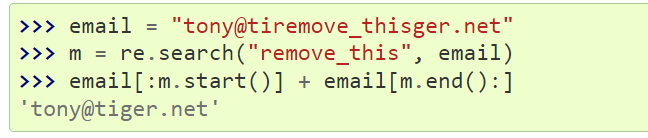 >>> email = "tony@tiremove_thisger.net"
>>> m = re.search("remove_this", email)
>>> email[:m.start()] + email[m.end():]
'tony@tiger.net'